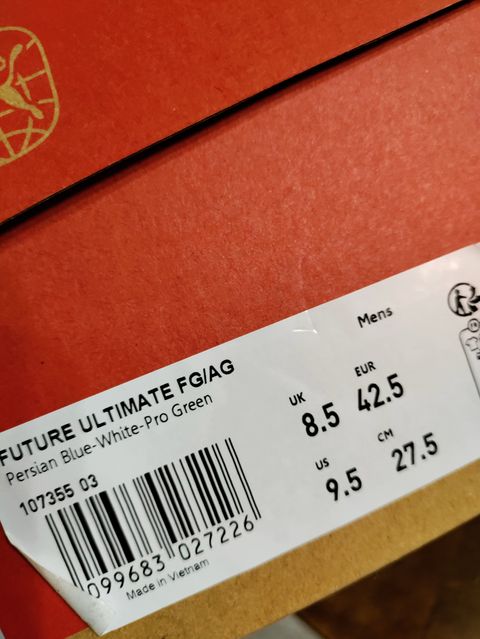 FUTURE ULTIMATE FG/AG
Persian Blue-White-Pro Green
107355 03
099683 027226
Made in Vietnam
Mens
UK
8.5
EUR
42.5
US
9.5
CM
27.5